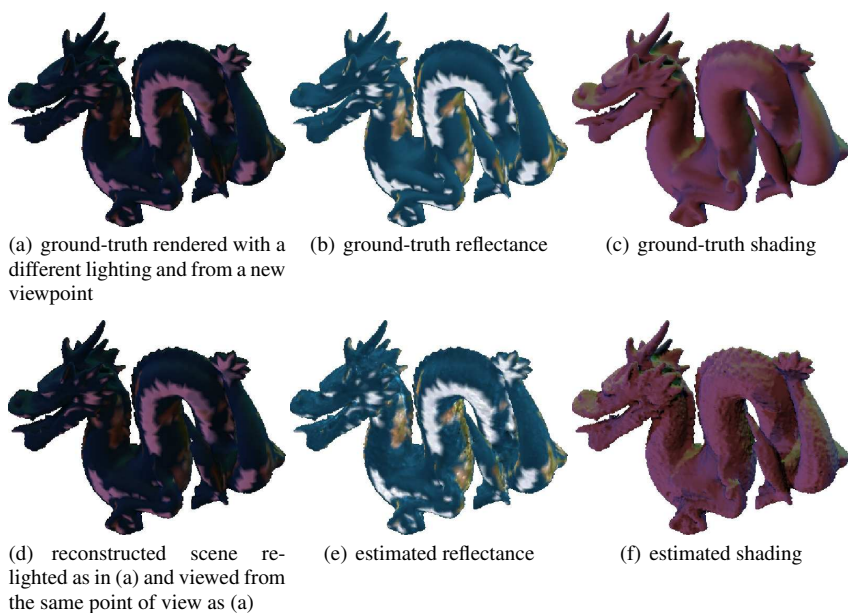 (a) ground-truth rendered with a
different lighting and from a new
viewpoint
(b) ground-truth reflectance
(c) ground-truth shading
(d) reconstructed scene re-
lighted as in (a) and viewed from
the same point of view as (a)
(e) estimated reflectance
(f) estimated shading